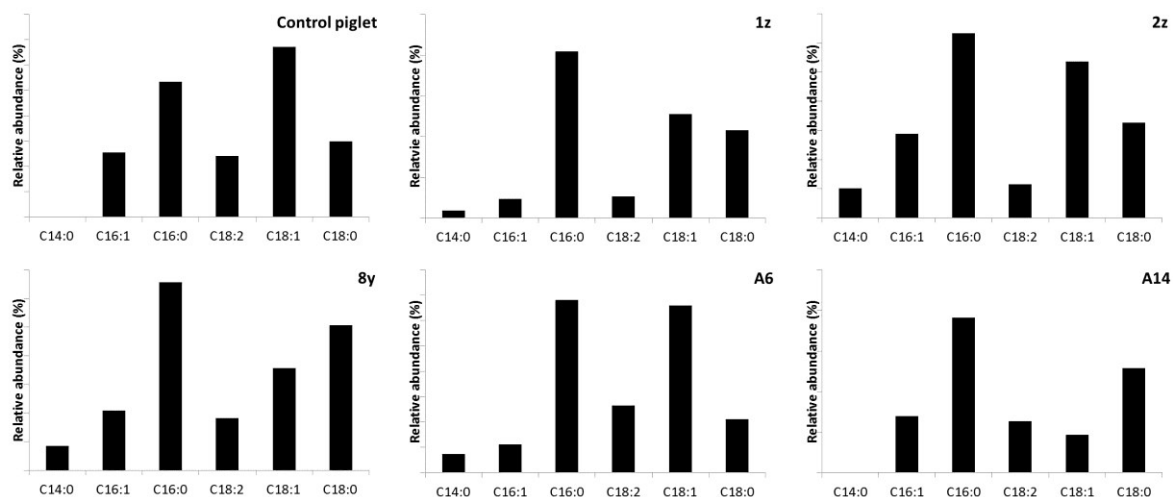 Control piglet
Relative abundance (%)
C14:0 C16:1 C16:0 C18:2 C18:1 C18:0
1z
Relatvie abundance (%)
C14:0 C16:1 C16:0 C18:2 C18:1 C18:0
2z
Relative abundance (%)
C14:0 C16:1 C16:0 C18:2 C18:1 C18:0
8y
Relative abundance (%)
C14:0 C16:1 C16:0 C18:2 C18:1 C18:0
A6
Relative abundance (%)
C14:0 C16:1 C16:0 C18:2 C18:1 C18:0
A14
Relative abundance (%)
C14:0 C16:1 C16:0 C18:2 C18:1 C18:0